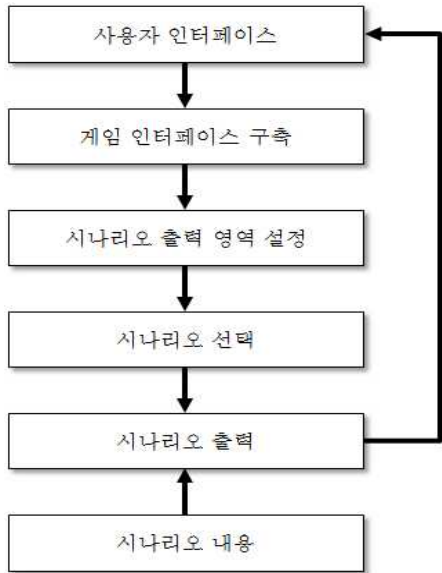 사용자 인터페이스
게임 인터페이스 구축
시나리오 출력 영역 설정
시나리오 선택
시나리오 출력
시나리오 내용